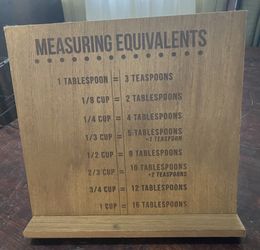 MEASURING EQUIVALENTS
1 TABLESPOON = 3 TEASPOONS
1/8 CUP = 2 TABLESPOONS
1/4 CUP = 4 TABLESPOONS
1/3 CUP = 5 TABLESPOONS
+1 TEASPOON
1/2 CUP = 8 TABLESPOONS
2/3 CUP = 10 TABLESPOONS
+2 TEASPOONS
3/4 CUP = 12 TABLESPOONS
1 CUP = 16 TABLESPOONS